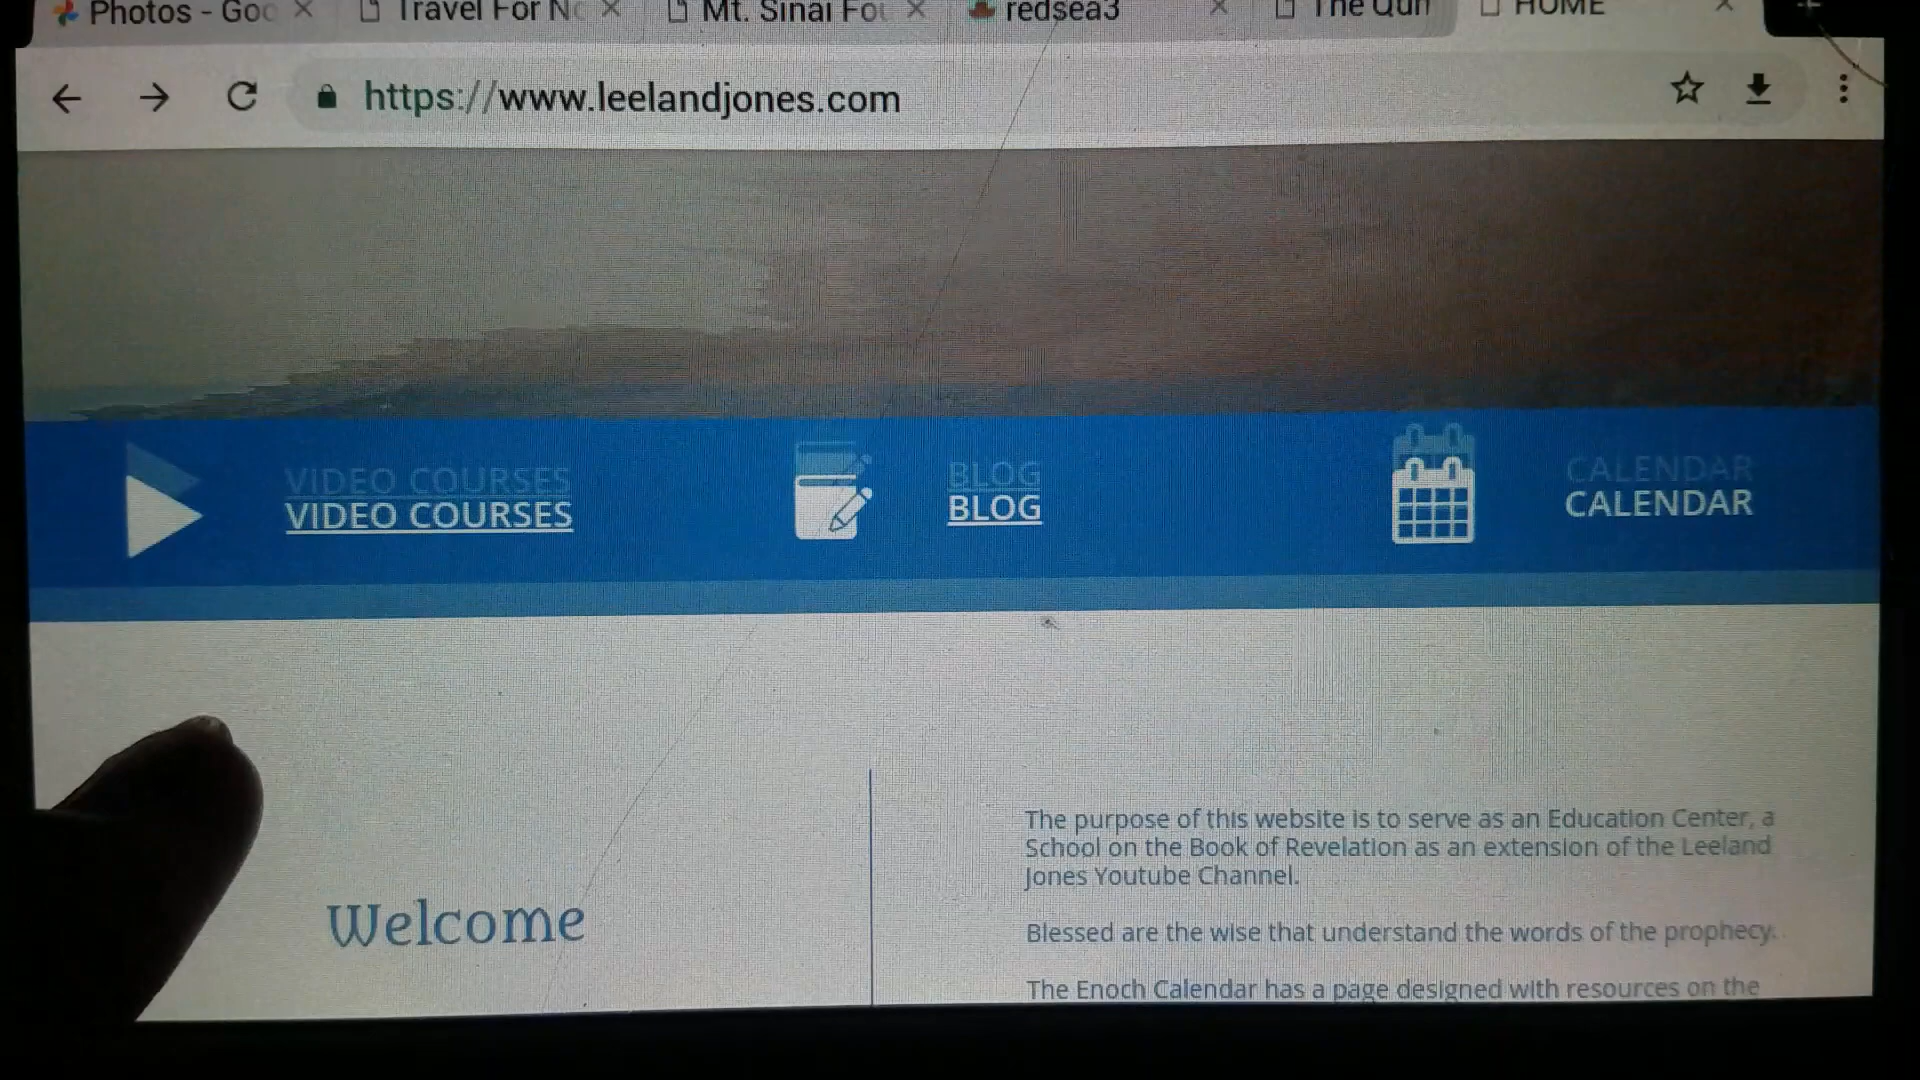 Photos - Goo
Travel For No
Mt. Sinai Fou
redsea3
The Qur
HOME
https://www.leelandjones.com
VIDEO COURSES
VIDEO COURSES
BLOG
BLOG
CALENDAR
CALENDAR
Welcome
The purpose of this website is to serve as an Education Center, a
School on the Book of Revelation as an extension of the Leeland
Jones Youtube Channel.
Blessed are the wise that understand the words of the prophecy.
The Enoch Calendar has a page designed with resources on the